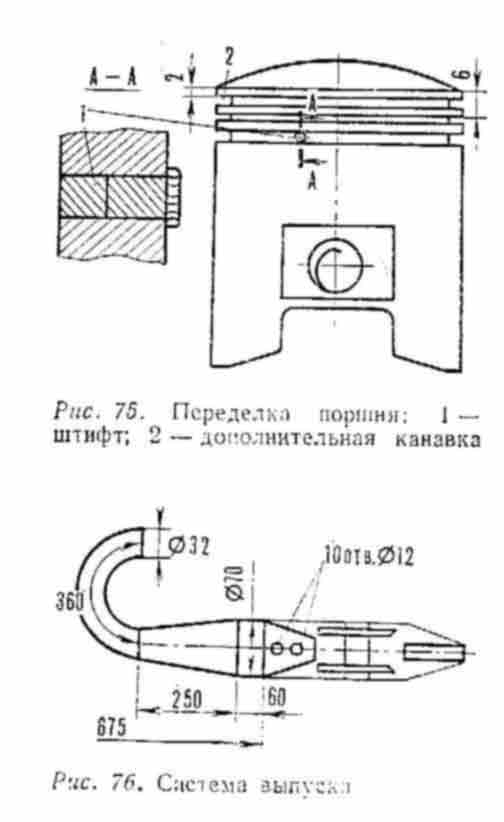 А — А
1
2
2
А
6
А
Рис. 75. Переделка поршня: 1 —
штифт; 2 — дополнительная канавка
Ø32
10отв.Ø12
Ø70
360
250
60
675
Рис. 76. Система выпуска